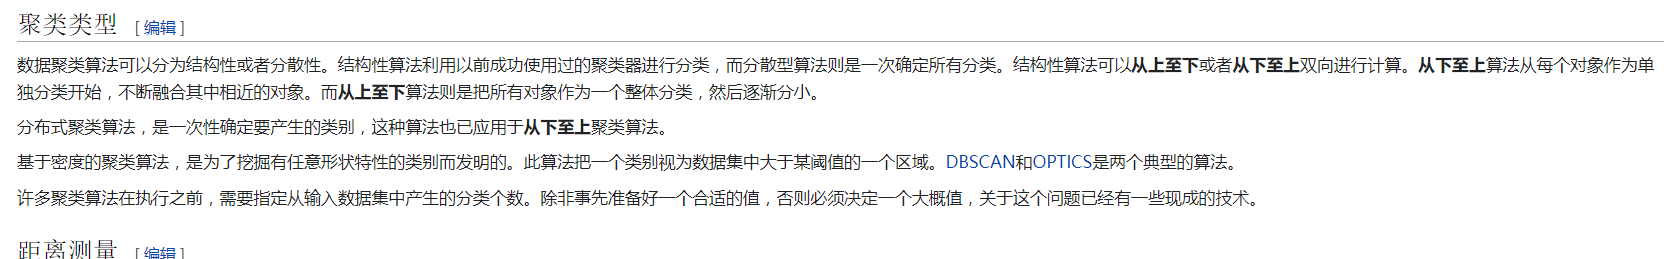 聚类类型 [ 编辑 ]
数据聚类算法可以分为结构性或者分散性。结构性算法利用以前成功使用过的聚类器进行分类，而分散型算法则是一次确定所有分类。结构性算法可以从上至下或者从下至上双向进行计算。从下至上算法从每个对象作为单
独分类开始，不断融合其中相近的对象。而从上至下算法则是把所有对象作为一个整体分类，然后逐渐分小。
分布式聚类算法，是一次性确定要产生的类别，这种算法也已应用于从下至上聚类算法。
基于密度的聚类算法，是为了挖掘有任意形状特性的类别而发明的。此算法把一个类别视为数据集中大于某阈值的一个区域。DBSCAN和OPTICS是两个典型的算法。
许多聚类算法在执行之前，需要指定从输入数据集中产生的分类个数。除非事先准备好一个合适的值，否则必须决定一个大概值，关于这个问题已经有一些现成的技术。
距离测量 [ 编辑 ]